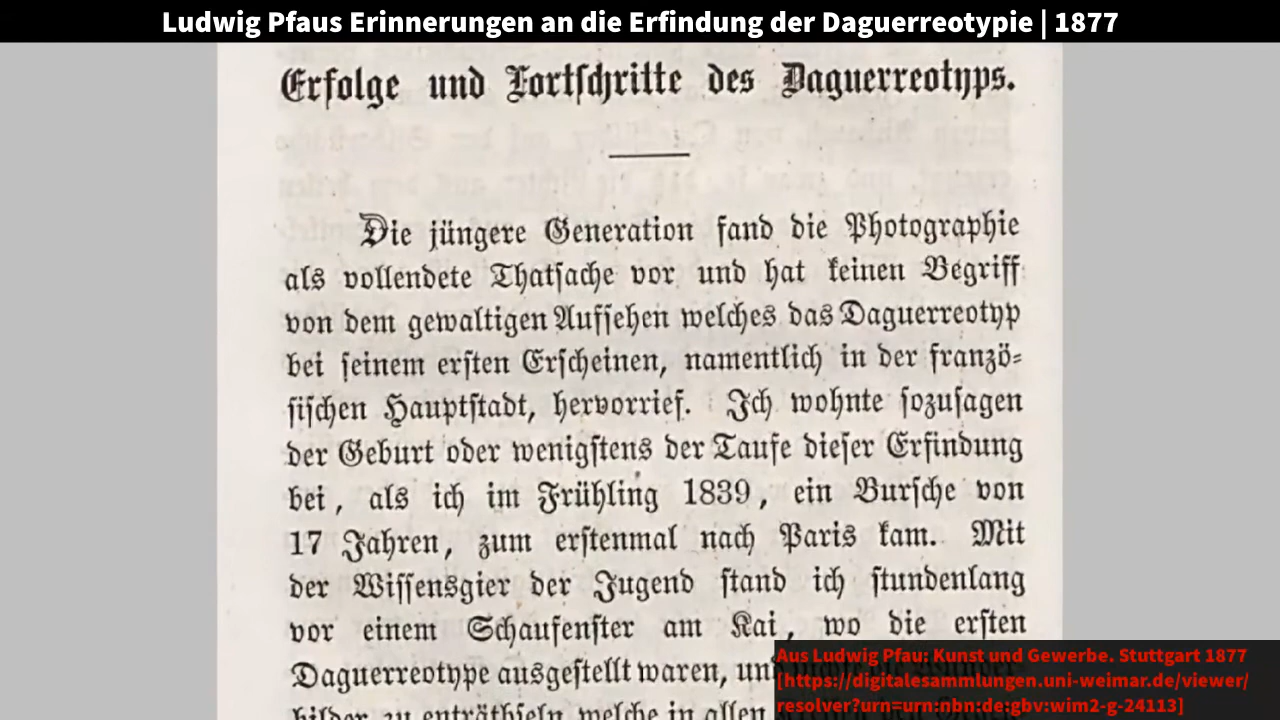 Ludwig Pfaus Erinnerungen an die Erfindung der Daguerreotypie | 1877
Erfolge und Fortſchritte des Daguerreotyps.
Die jüngere Generation fand die Photographie
als vollendete Thatſache vor und hat keinen Begriff
von dem gewaltigen Aufſehen welches das Daguerreotyp
bei ſeinem erſten Erſcheinen, namentlich in der franzö⸗
ſiſchen Hauptſtadt, hervorrief. Ich wohnte ſozuſagen
der Geburt oder wenigſtens der Taufe dieſer Erfindung
bei, als ich im Frühling 1839, ein Burſche von
17 Jahren, zum erſtenmal nach Paris kam. Mit
der Wiſſensgier der Jugend ſtand ich ſtundenlang
vor einem Schaufenſter am Kai, wo die erſten
Daguerreotype ausgeſtellt waren,
bilder zu enträthſeln welche in allen
Aus Ludwig Pfau: Kunst und Gewerbe. Stuttgart 1877
[https://digitalesammlungen.uni-weimar.de/viewer/
resolver?urn=urn:nbn:de:gbv:wim2-g-24113]